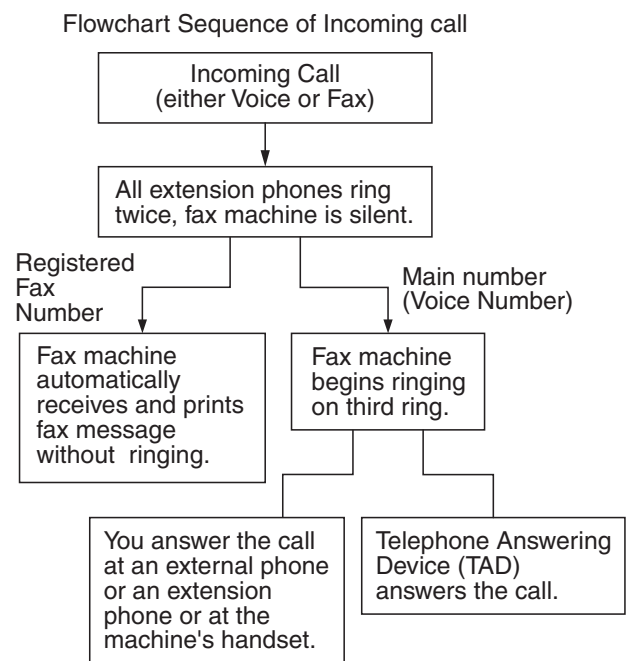 Flowchart Sequence of Incoming call
Incoming Call
(either Voice or Fax)
All extension phones ring
twice, fax machine is silent.
Registered
Fax
Number
Main number
(Voice Number)
Fax machine
automatically
receives and prints
fax message
without ringing.
Fax machine
begins ringing
on third ring.
You answer the call
at an external phone
or an extension
phone or at the
machine's handset.
Telephone Answering
Device (TAD)
answers the call.